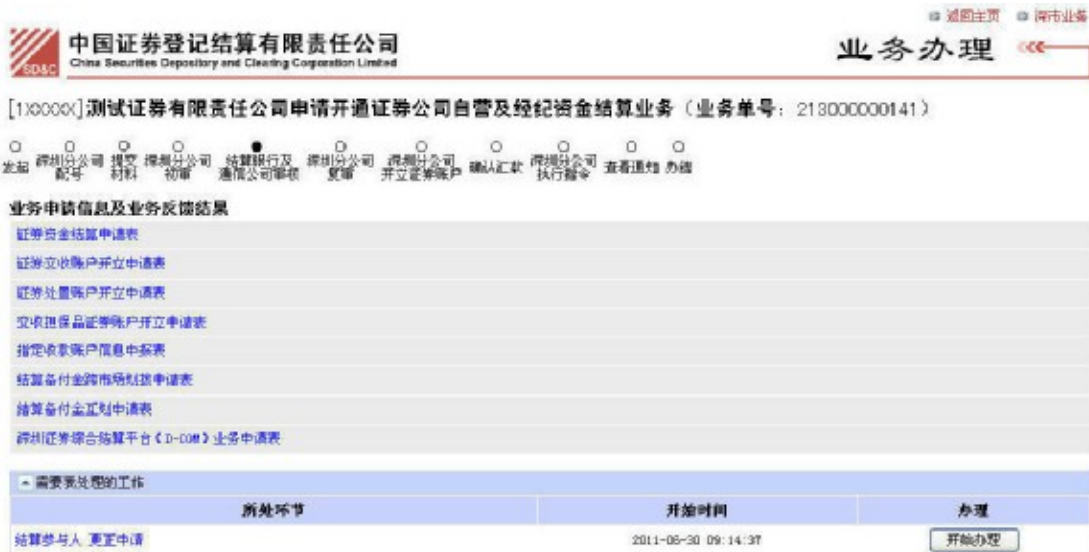 返回主页 深市业务
中国证券登记结算有限责任公司
China Securities Depository and Clearing Corporation Limited
SD&C
业务办理
[1XXXXX]测试证券有限责任公司申请开通证券公司自营及经纪资金结算业务（业务单号：213000000141）
发起 深圳分公司配号 提交材料 深圳分公司初审 结算银行及通信公司审核 深圳分公司复审 深圳分公司开立证券账户 确认汇款 深圳分公司执行指令 查看通知 办结
业务申请信息及业务反馈结果
证券资金结算申请表
证券交收账户开立申请表
证券处置账户开立申请表
交收担保品证券账户开立申请表
指定收款账户信息申报表
结算备付金跨市场划拨申请表
结算备付金互划申请表
深圳证券综合结算平台《D-COM》业务申请表
需要我处理的工作
所处环节 开始时间 办理
结算参与人 更正申请 2011-06-30 09:14:37 开始办理